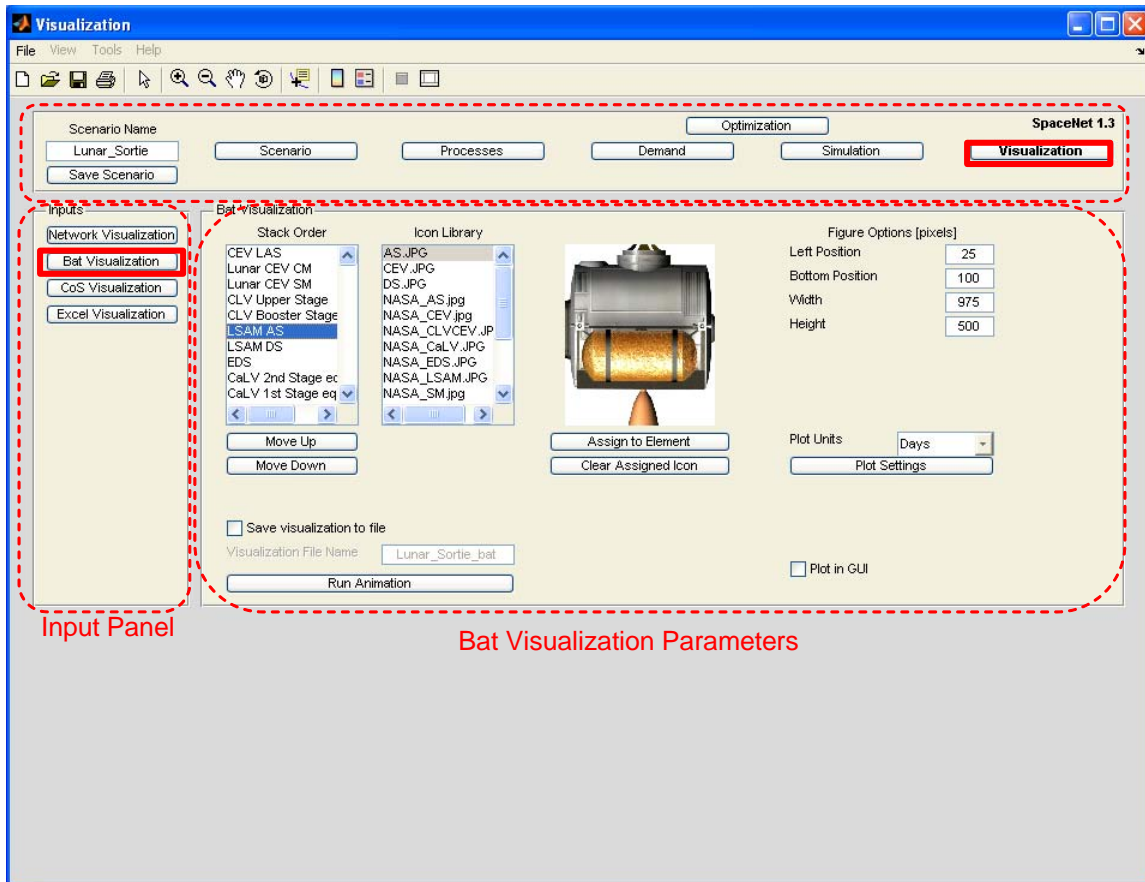 Visualization
File View Tools Help
Scenario Name
Optimization
SpaceNet 1.3
Lunar_Sortie
Scenario
Processes
Demand
Simulation
Visualization
Save Scenario
Inputs
Network Visualization
Bat Visualization
CoS Visualization
Excel Visualization
Bat Visualization
Stack Order
CEV LAS
Lunar CEV CM
Lunar CEV SM
CLV Upper Stage
CLV Booster Stage
LSAM AS
LSAM DS
EDS
CaLV 2nd Stage ec
CaLV 1st Stage eq
Move Up
Move Down
Icon Library
AS.JPG
CEV.JPG
DS.JPG
NASA_AS.jpg
NASA_CEV.jpg
NASA_CLVCEV.JP
NASA_CaLV.JPG
NASA_EDS.JPG
NASA_LSAM.JPG
NASA_SM.jpg
Assign to Element
Clear Assigned Icon
Figure Options [pixels]
Left Position 25
Bottom Position 100
Width 975
Height 500
Plot Units Days
Plot Settings
Save visualization to file
Visualization File Name Lunar_Sortie_bat
Run Animation
Plot in GUI
Input Panel
Bat Visualization Parameters